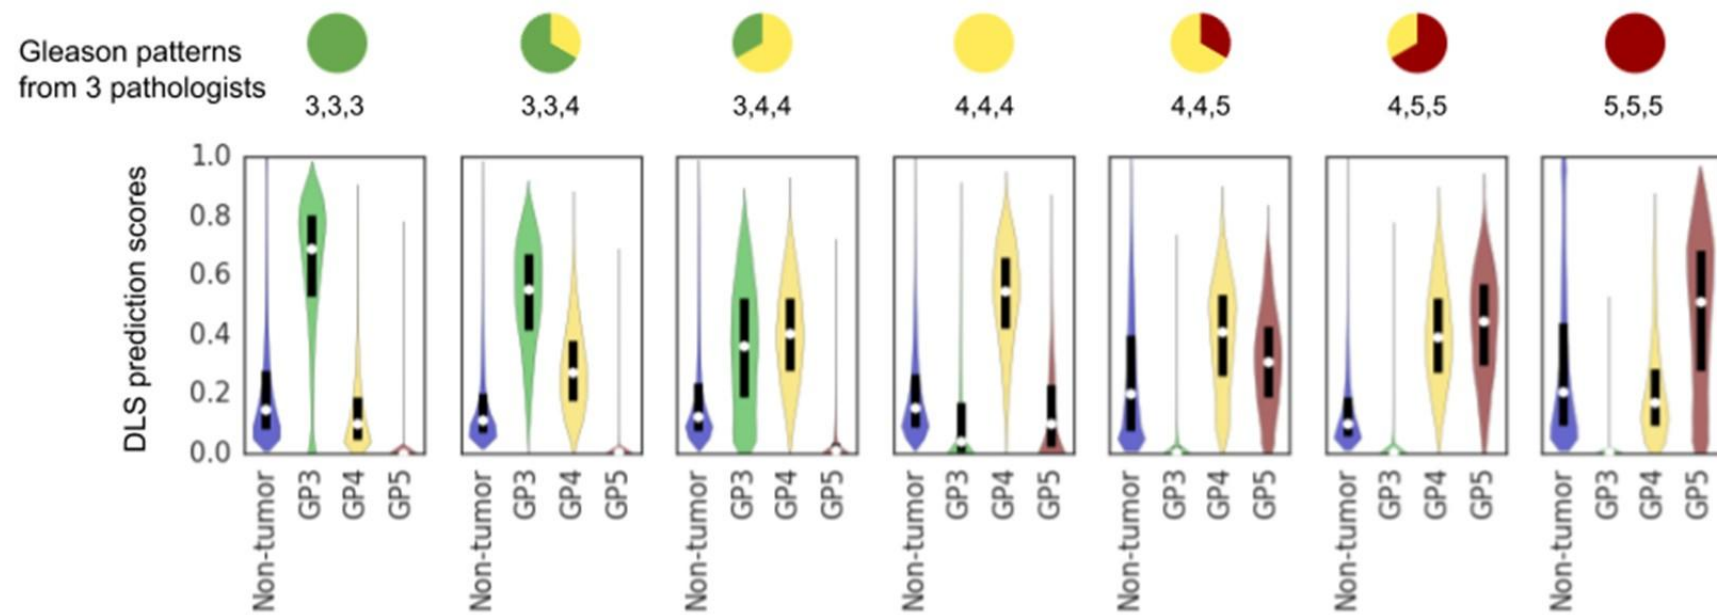 Gleason patterns
from 3 pathologists
3,3,3
3,3,4
3,4,4
4,4,4
4,4,5
4,5,5
5,5,5
DLS prediction scores
1.0
0.8
0.6
0.4
0.2
0.0
Non-tumor
GP3
GP4
GP5
Non-tumor
GP3
GP4
GP5
Non-tumor
GP3
GP4
GP5
Non-tumor
GP3
GP4
GP5
Non-tumor
GP3
GP4
GP5
Non-tumor
GP3
GP4
GP5
Non-tumor
GP3
GP4
GP5